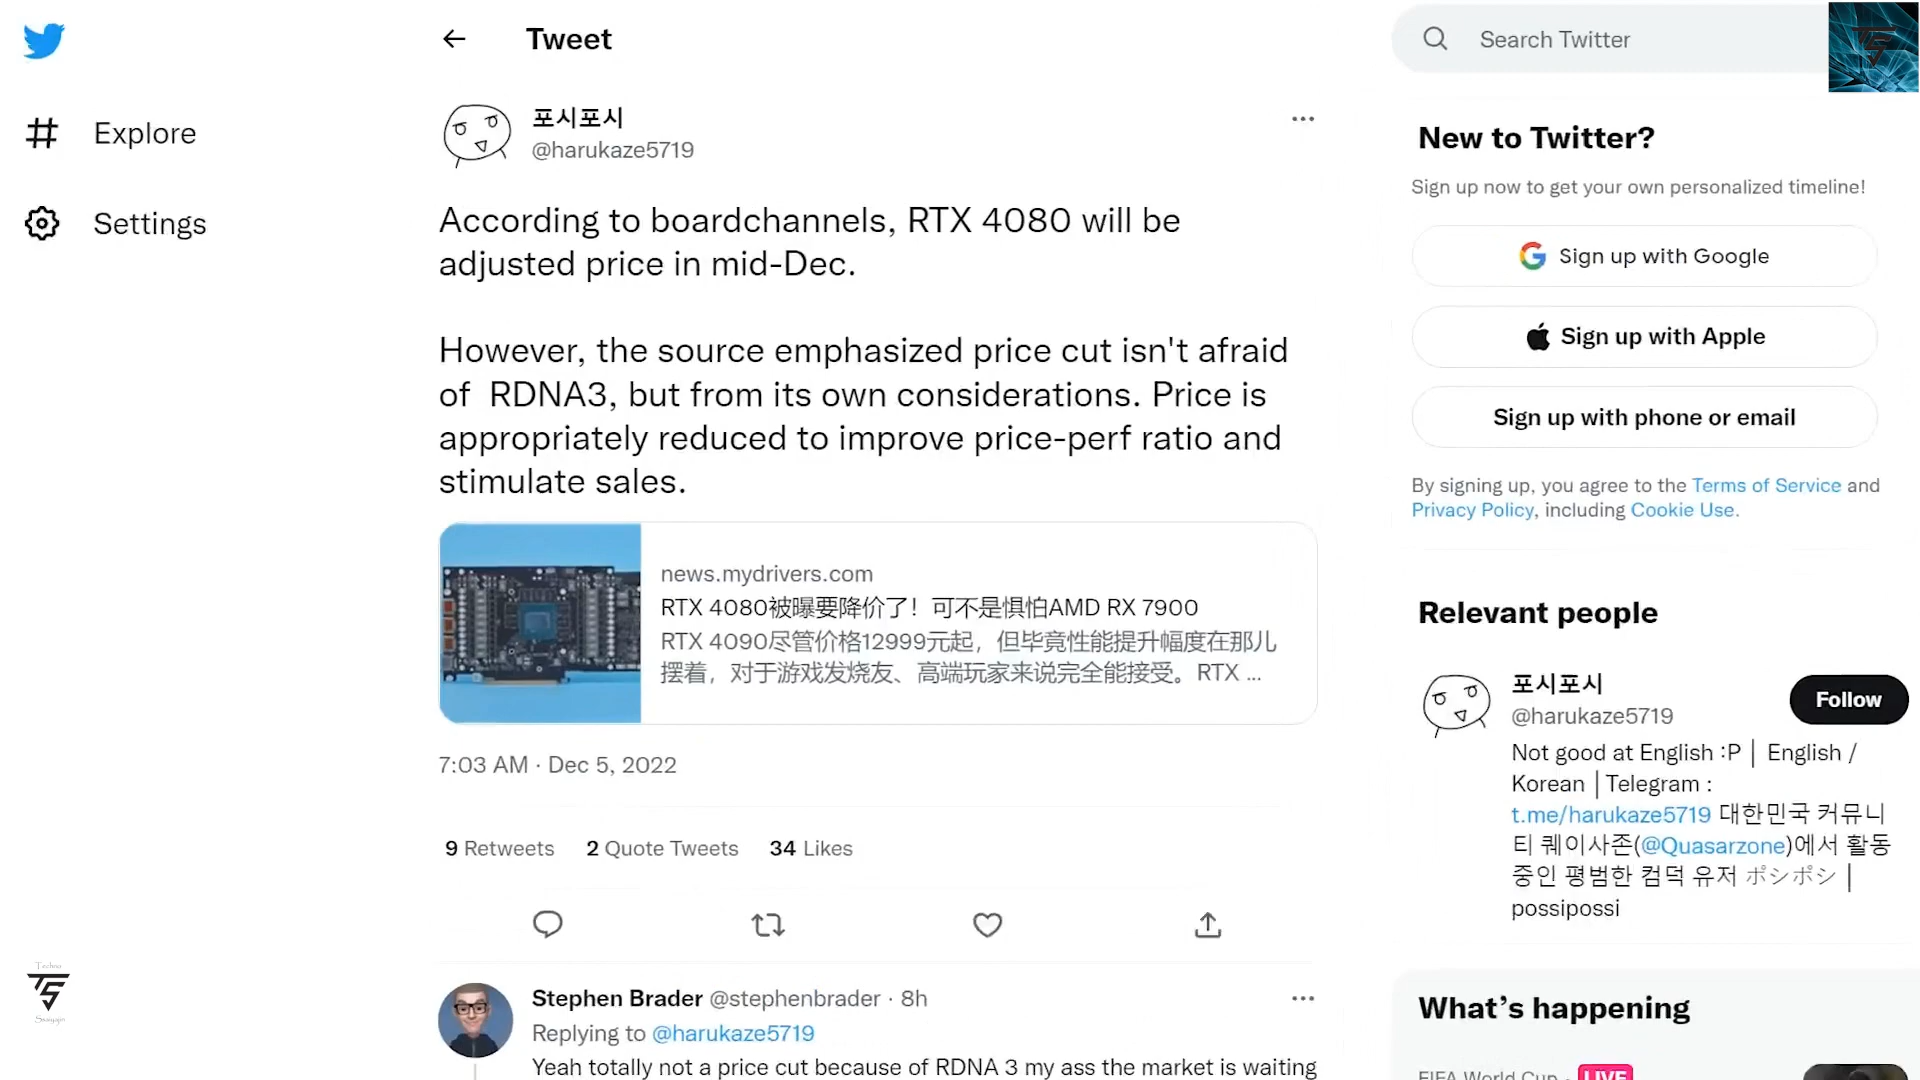 Tweet
Search Twitter
Explore
Settings
포시포시
@harukaze5719
According to boardchannels, RTX 4080 will be
adjusted price in mid-Dec.
However, the source emphasized price cut isn't afraid
of  RDNA3, but from its own considerations. Price is
appropriately reduced to improve price-perf ratio and
stimulate sales.
news.mydrivers.com
RTX 4080被曝要降价了！可不是惧怕AMD RX 7900
RTX 4090尽管价格12999元起，但毕竟性能提升幅度在那儿
摆着，对于游戏发烧友、高端玩家来说完全能接受。RTX ...
7:03 AM · Dec 5, 2022
9 Retweets 2 Quote Tweets 34 Likes
Stephen Brader @stephenbrader · 8h
Replying to @harukaze5719
Yeah totally not a price cut because of RDNA 3 my ass the market is waiting
New to Twitter?
Sign up now to get your own personalized timeline!
Sign up with Google
Sign up with Apple
Sign up with phone or email
By signing up, you agree to the Terms of Service and
Privacy Policy, including Cookie Use.
Relevant people
포시포시
@harukaze5719
Follow
Not good at English :P | English /
Korean | Telegram :
t.me/harukaze5719 대한민국 커뮤니
티 퀘이사존(@Quasarzone)에서 활동
중인 평범한 컴덕 유저 ポシポシ |
possipossi
What's happening
FIFA World Cup · LIVE